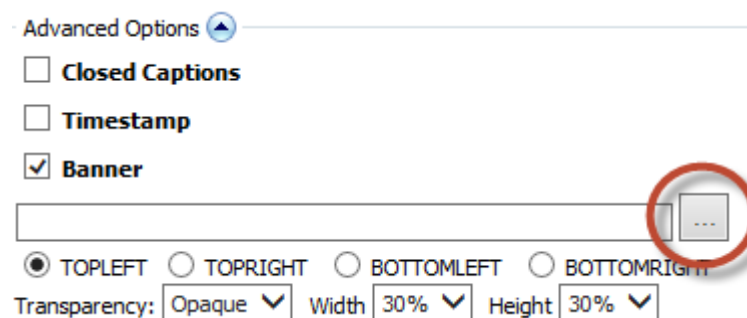 Advanced Options
Closed Captions
Timestamp
Banner
...
TOPLEFT TOPRIGHT BOTTOMLEFT BOTTOMRIGHT
Transparency: Opaque Width 30% Height 30%